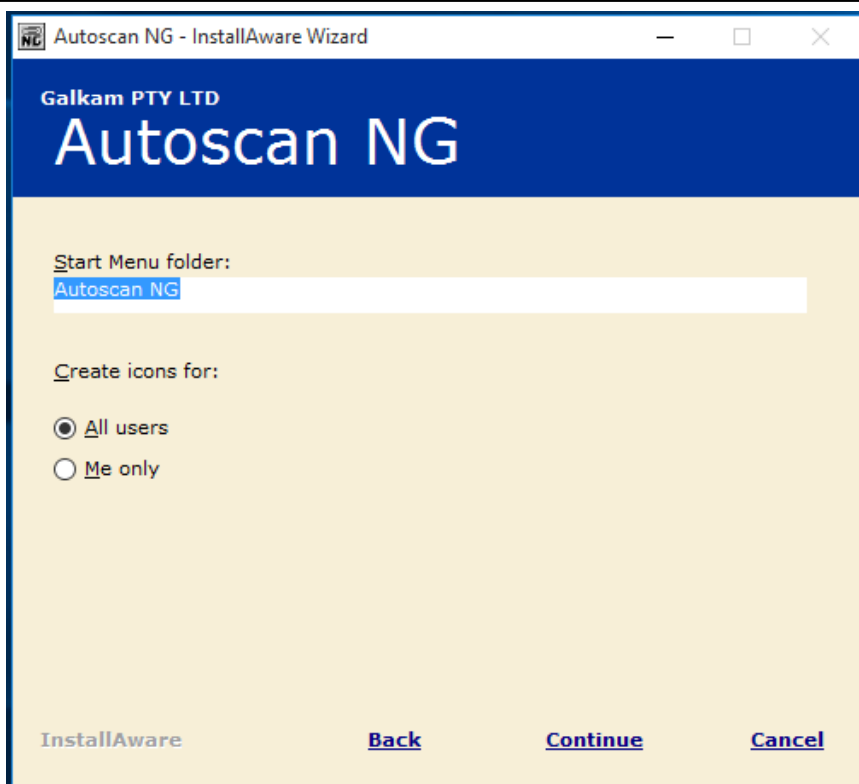 NG
Autoscan NG - InstallAware Wizard
Galkam PTY LTD
Autoscan NG
Start Menu folder:
Autoscan NG
Create icons for:
All users
Me only
InstallAware Back Continue Cancel